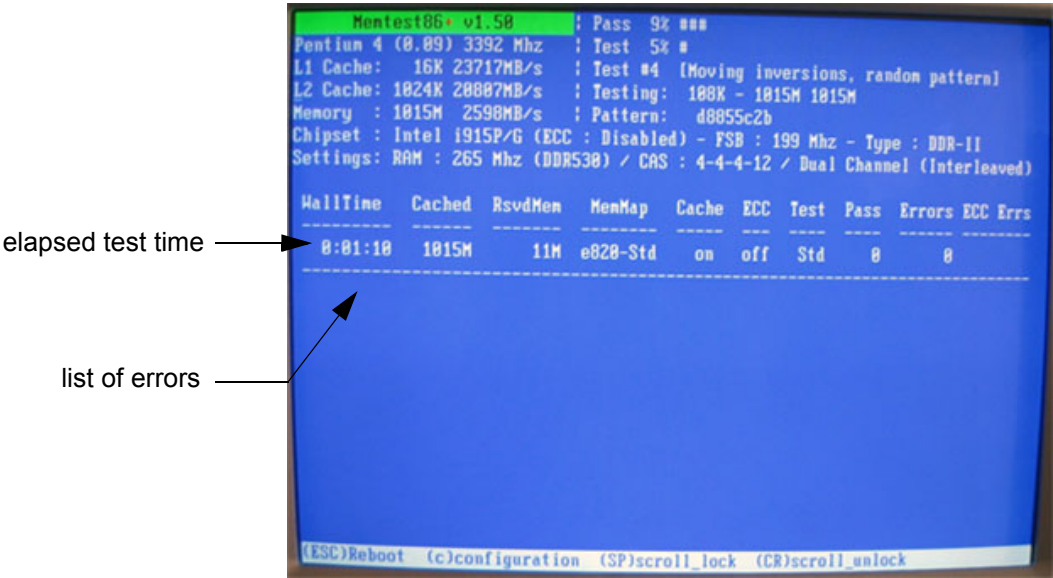 Memtest86+ v1.50 | Pass 9% ###
Pentium 4 (0.09) 3392 Mhz | Test 5% #
L1 Cache: 16K 23717MB/s | Test #4 [Moving inversions, random pattern]
L2 Cache: 1024K 20807MB/s | Testing: 108K - 1015M 1015M
Memory : 1015M 2598MB/s | Pattern: d8855c2b
Chipset : Intel i915P/G (ECC : Disabled) - FSB : 199 Mhz - Type : DDR-II
Settings: RAM : 265 Mhz (DDR530) / CAS : 4-4-4-12 / Dual Channel (Interleaved)
WallTime Cached RsvdMem MemMap Cache ECC Test Pass Errors ECC Errs
elapsed test time
0:01:10 1015M 11M e820-Std on off Std 0 0
list of errors
(ESC)Reboot (c)configuration (SP)scroll_lock (CR)scroll_unlock